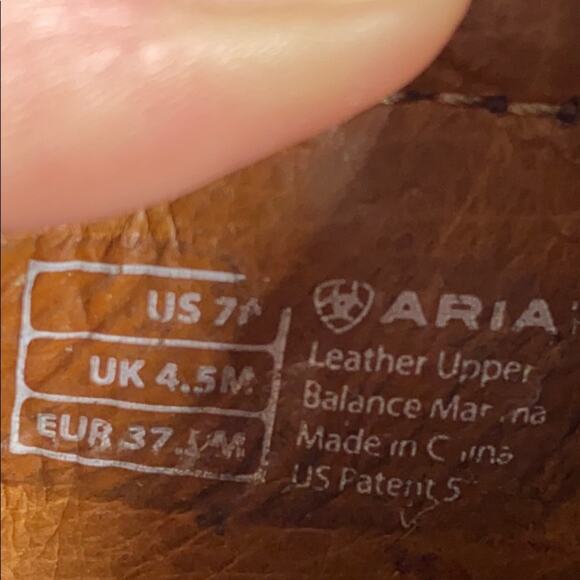 US 7
UK 4.5M
EUR 37.5M
ARIA
Leather Upper
Balance
Made in
US Patent 5